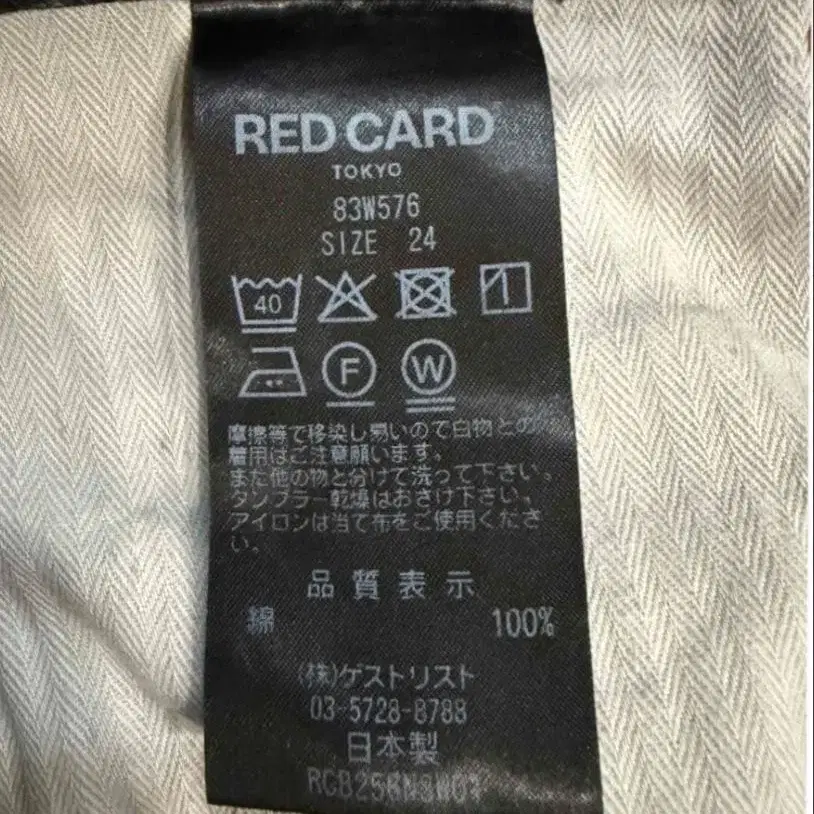 RED CARD
TOKYO
83W576
SIZE 24
40
F W
摩擦等で移染し易いので白物との
着用はご注意願います。
また他の物と分けて洗って下さい。
タンブラー乾燥はおさけ下さい。
アイロンは当て布をご使用くださ
い。
品質表示
綿 100%
(株)ゲストリスト
03-5728-8788
日本製